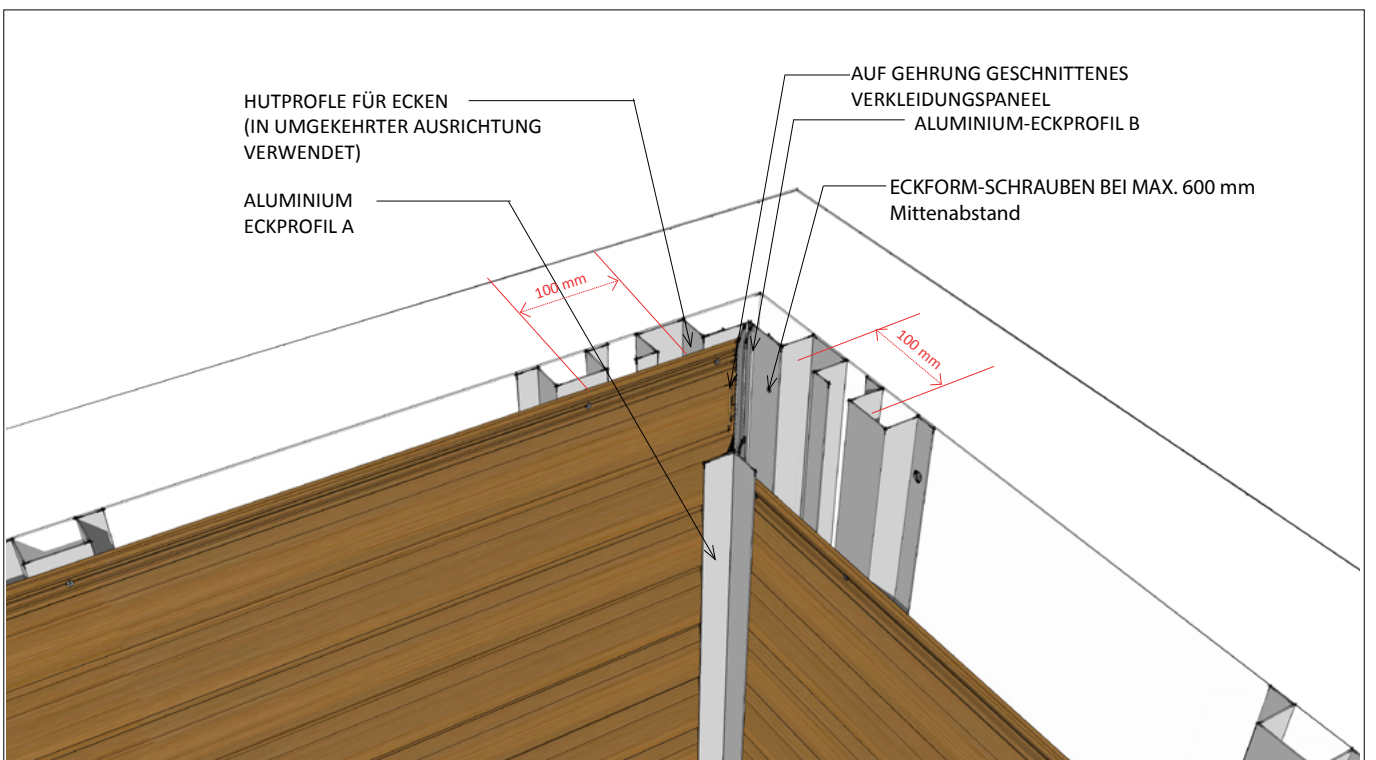 HUTPROFLE FÜR ECKEN
(IN UMGEKEHRTER AUSRICHTUNG
VERWENDET)
ALUMINIUM
ECKPROFIL A
AUF GEHRUNG GESCHNITTENES
VERKLEIDUNGSPANEEL
ALUMINIUM-ECKPROFIL B
ECKFORM-SCHRAUBEN BEI MAX. 600 mm
Mittenabstand
100 mm
100 mm